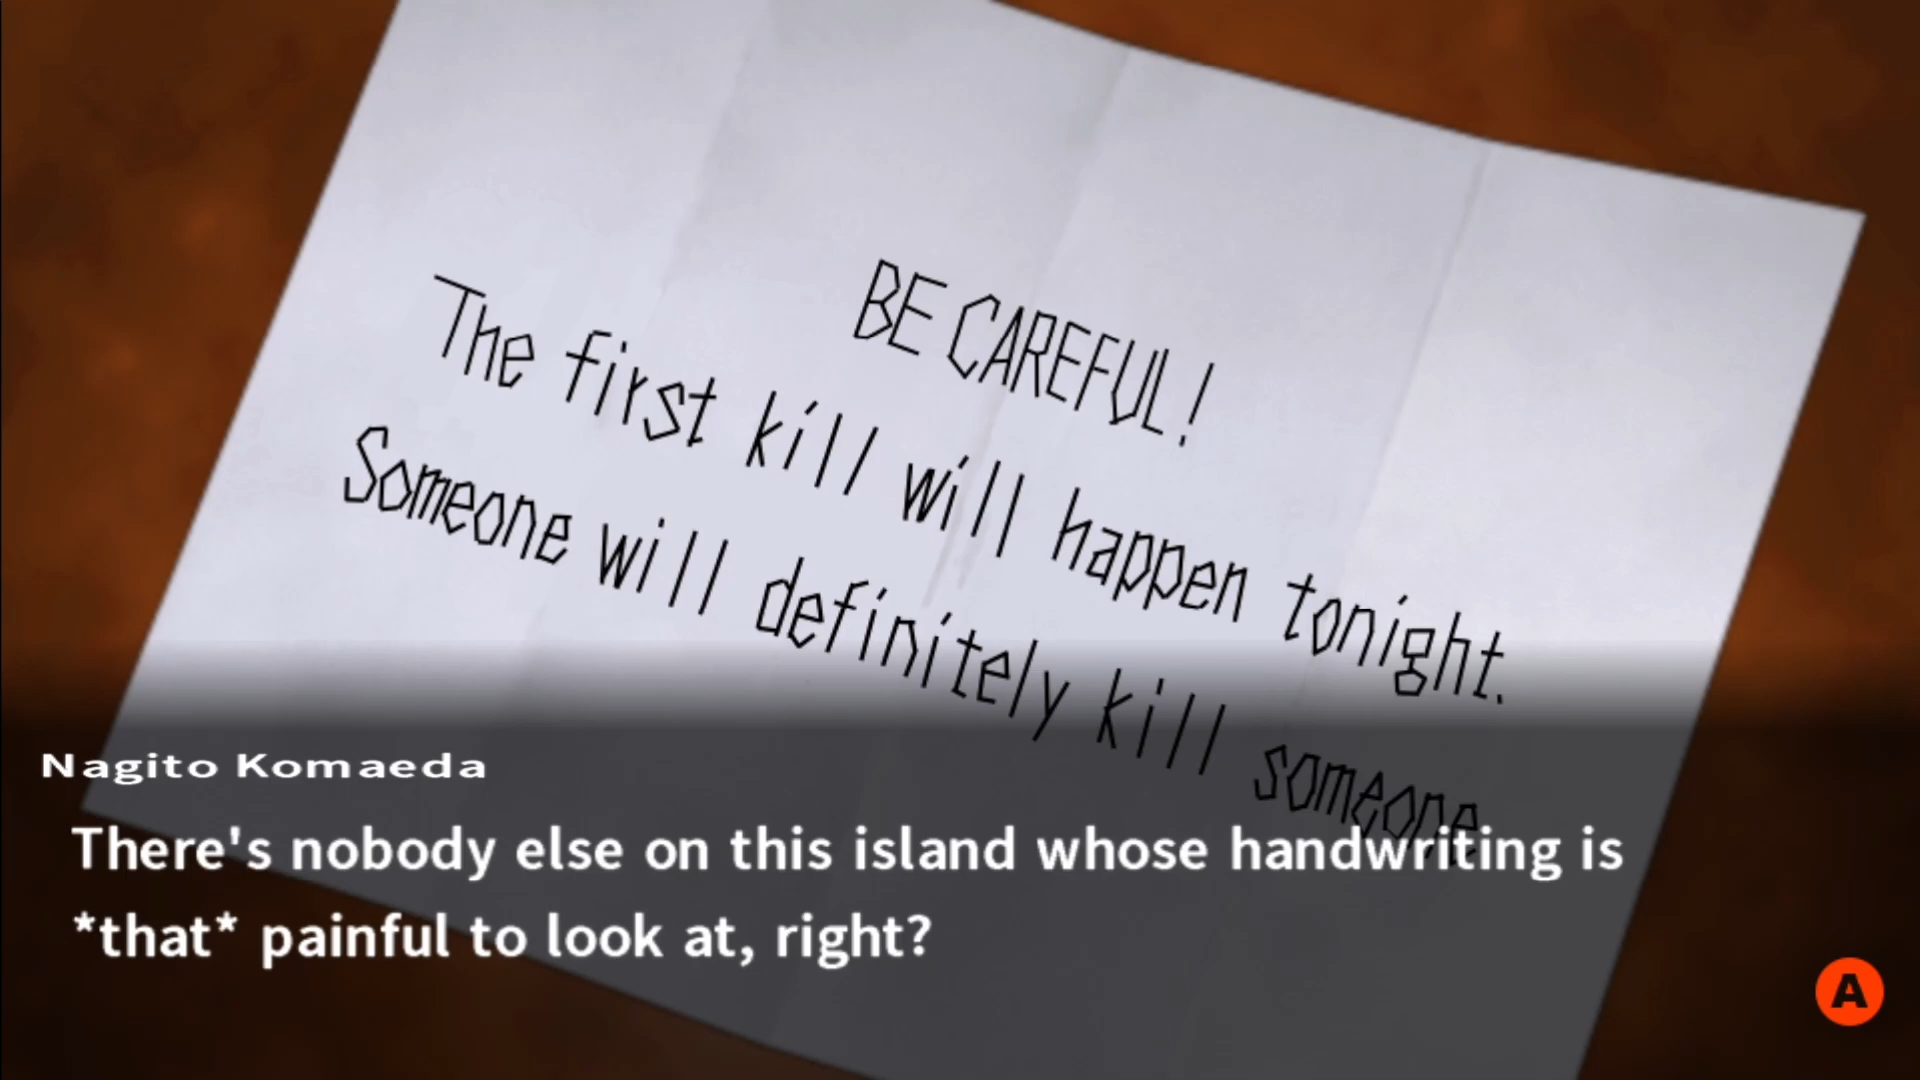 BE CAREFUL!
The first kill will happen tonight.
Someone will definitely kill someone
Nagito Komaeda
There's nobody else on this island whose handwriting is
*that* painful to look at, right?
A